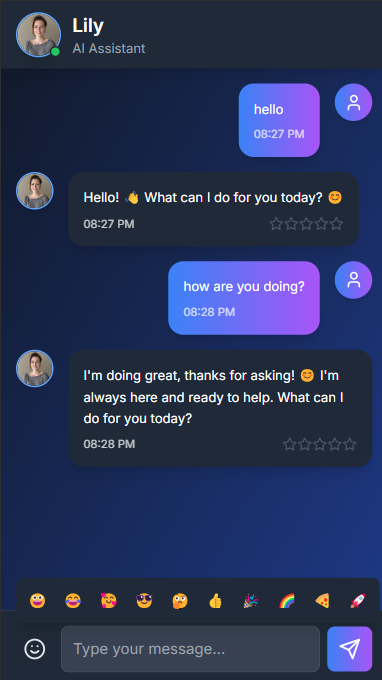 Lily
AI Assistant
hello
08:27 PM
Hello! 👋 What can I do for you today? 😊
08:27 PM
how are you doing?
08:28 PM
I'm doing great, thanks for asking! 😊 I'm
always here and ready to help. What can I
do for you today?
08:28 PM
Type your message...